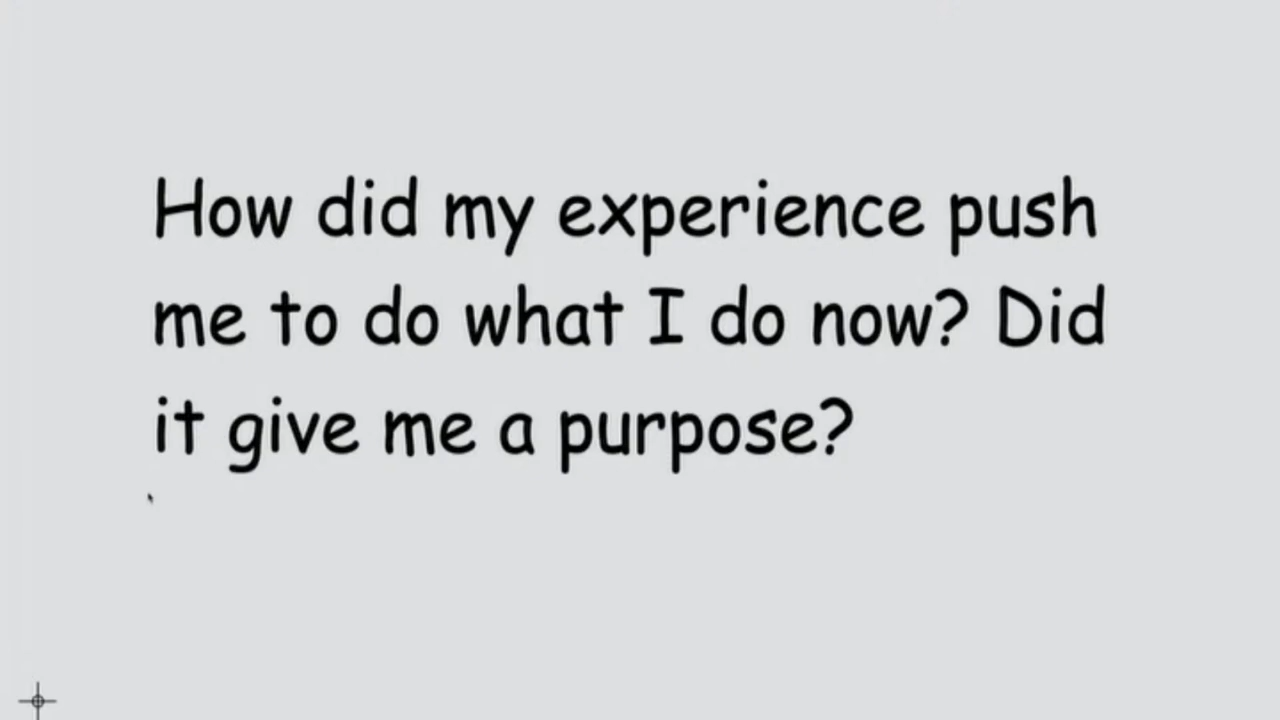 How did my experience push
me to do what I do now? Did
it give me a purpose?